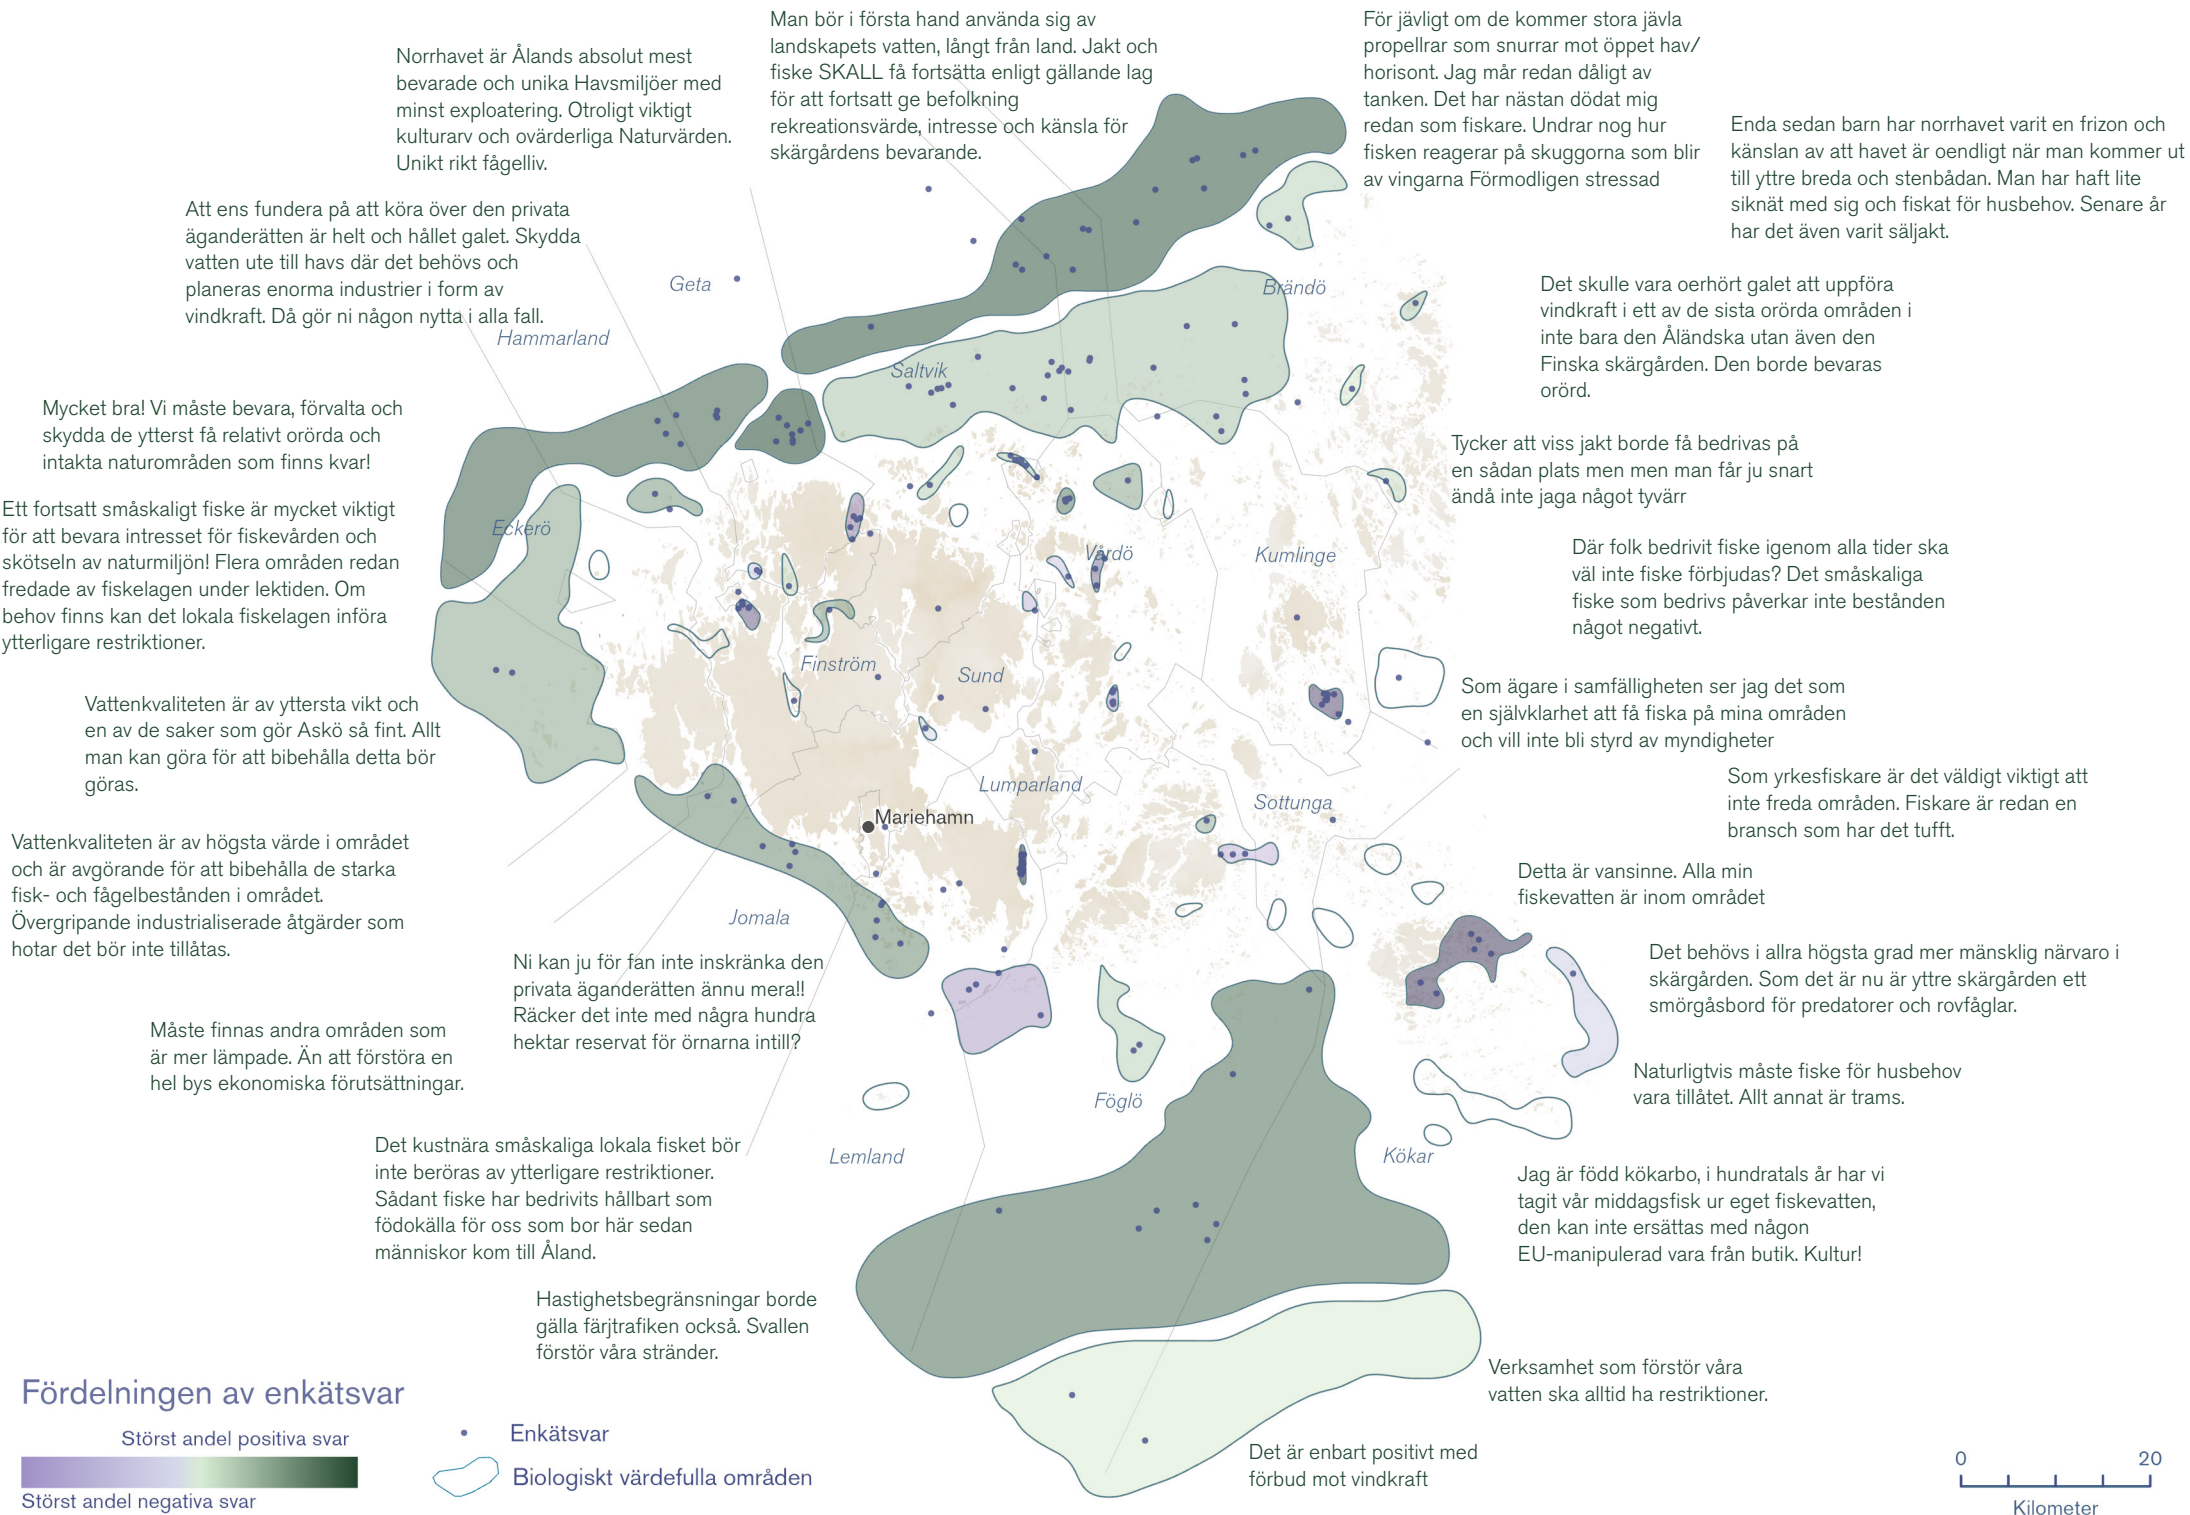 Man bör i första hand använda sig av
landskapets vatten, långt från land. Jakt och
fiske SKALL få fortsätta enligt gällande lag
för att fortsatt ge befolkning
rekreationsvärde, intresse och känsla för
skärgårdens bevarande.
För jävligt om de kommer stora jävla
propellrar som snurrar mot öppet hav/
horisont. Jag mår redan dåligt av
tanken. Det har nästan dödat mig
redan som fiskare. Undrar nog hur
fisken reagerar på skuggorna som blir
av vingarna Förmodligen stressad
Norrhavet är Ålands absolut mest
bevarade och unika Havsmiljöer med
minst exploatering. Otroligt viktigt
kulturarv och ovärderliga Naturvärden.
Unikt rikt fågelliv.
Enda sedan barn har norrhavet varit en frizon och
känslan av att havet är oendligt när man kommer ut
till yttre breda och stenbådan. Man har haft lite
siknät med sig och fiskat för husbehov. Senare år
har det även varit säljakt.
Att ens fundera på att köra över den privata
äganderätten är helt och hållet galet. Skydda
vatten ute till havs där det behövs och
planeras enorma industrier i form av
vindkraft. Då gör ni någon nytta i alla fall.
Geta
Hammarland
Brändö
Saltvik
Det skulle vara oerhört galet att uppföra
vindkraft i ett av de sista orörda områden i
inte bara den Åländska utan även den
Finska skärgården. Den borde bevaras
orörd.
Mycket bra! Vi måste bevara, förvalta och
skydda de ytterst få relativt orörda och
intakta naturområden som finns kvar!
Tycker att viss jakt borde få bedrivas på
en sådan plats men men man får ju snart
ändå inte jaga något tyvärr
Ett fortsatt småskaligt fiske är mycket viktigt
för att bevara intresset för fiskevården och
skötseln av naturmiljön! Flera områden redan
fredade av fiskelagen under lektiden. Om
behov finns kan det lokala fiskelagen införa
ytterligare restriktioner.
Eckerö
Vårdö
Kumlinge
Där folk bedrivit fiske igenom alla tider ska
väl inte fiske förbjudas? Det småskaliga
fiske som bedrivs påverkar inte bestånden
något negativt.
Finström
Sund
Som ägare i samfälligheten ser jag det som
en självklarhet att få fiska på mina områden
och vill inte bli styrd av myndigheter
Vattenkvaliteten är av yttersta vikt och
en av de saker som gör Askö så fint. Allt
man kan göra för att bibehålla detta bör
göras.
Lumparland
Sottunga
Mariehamn
Som yrkesfiskare är det väldigt viktigt att
inte freda områden. Fiskare är redan en
bransch som har det tufft.
Vattenkvaliteten är av högsta värde i området
och är avgörande för att bibehålla de starka
fisk- och fågelbestånden i området.
Övergripande industrialiserade åtgärder som
hotar det bör inte tillåtas.
Detta är vansinne. Alla min
fiskevatten är inom området
Jomala
Ni kan ju för fan inte inskränka den
privata äganderätten ännu mera!!
Räcker det inte med några hundra
hektar reservat för örnarna intill?
Det behövs i allra högsta grad mer mänsklig närvaro i
skärgården. Som det är nu är yttre skärgården ett
smörgåsbord för predatorer och rovfåglar.
Måste finnas andra områden som
är mer lämpade. Än att förstöra en
hel bys ekonomiska förutsättningar.
Naturligtvis måste fiske för husbehov
vara tillåtet. Allt annat är trams.
Föglö
Lemland
Kökar
Det kustnära småskaliga lokala fisket bör
inte beröras av ytterligare restriktioner.
Sådant fiske har bedrivits hållbart som
födokälla för oss som bor här sedan
människor kom till Åland.
Jag är född kökarbo, i hundratals år har vi
tagit vår middagsfisk ur eget fiskevatten,
den kan inte ersättas med någon
EU-manipulerad vara från butik. Kultur!
Hastighetsbegränsningar borde
gälla färjtrafiken också. Svallen
förstör våra stränder.
Verksamhet som förstör våra
vatten ska alltid ha restriktioner.
Det är enbart positivt med
förbud mot vindkraft
Fördelningen av enkätsvar
Störst andel positiva svar
Störst andel negativa svar
Enkätsvar
Biologiskt värdefulla områden
0 20
Kilometer